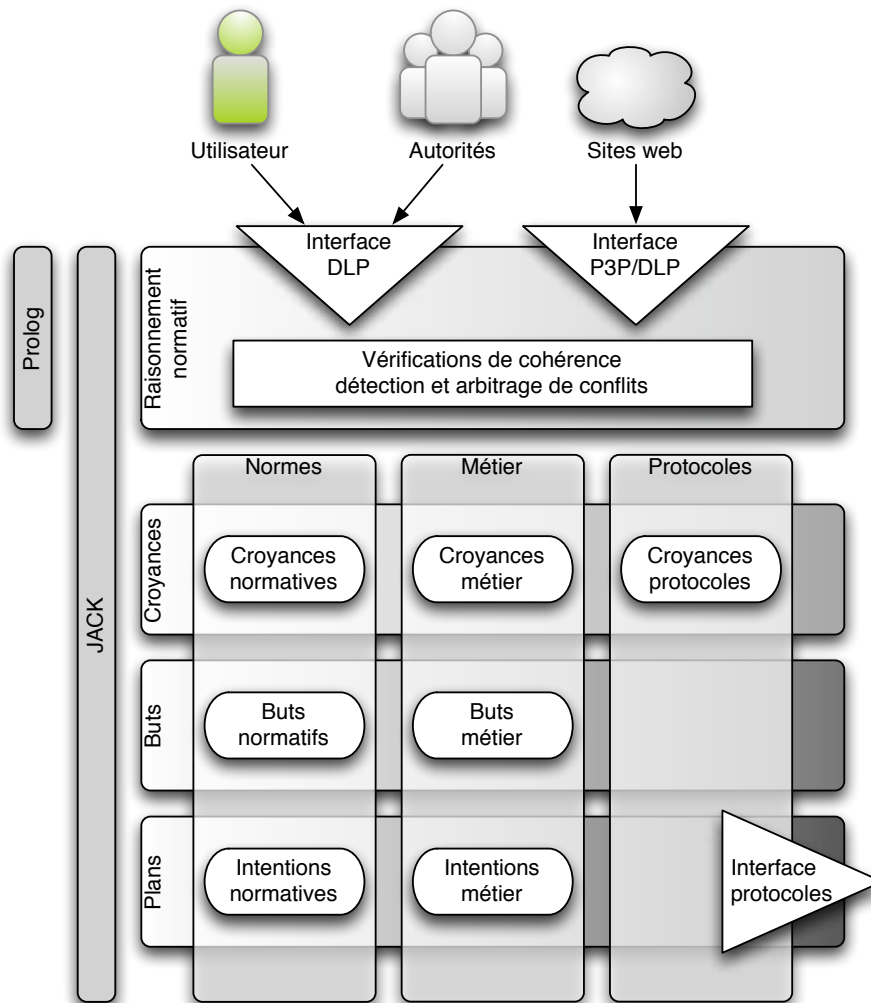 Utilisateur
Autorités
Sites web
Interface
DLP
Interface
P3P/DLP
Prolog
JACK
Raisonnement
normatif
Vérifications de cohérence
détection et arbitrage de conflits
Normes
Métier
Protocoles
Croyances
Croyances
normatives
Croyances
métier
Croyances
protocoles
Buts
Buts
normatifs
Buts
métier
Plans
Intentions
normatives
Intentions
métier
Interface
protocoles